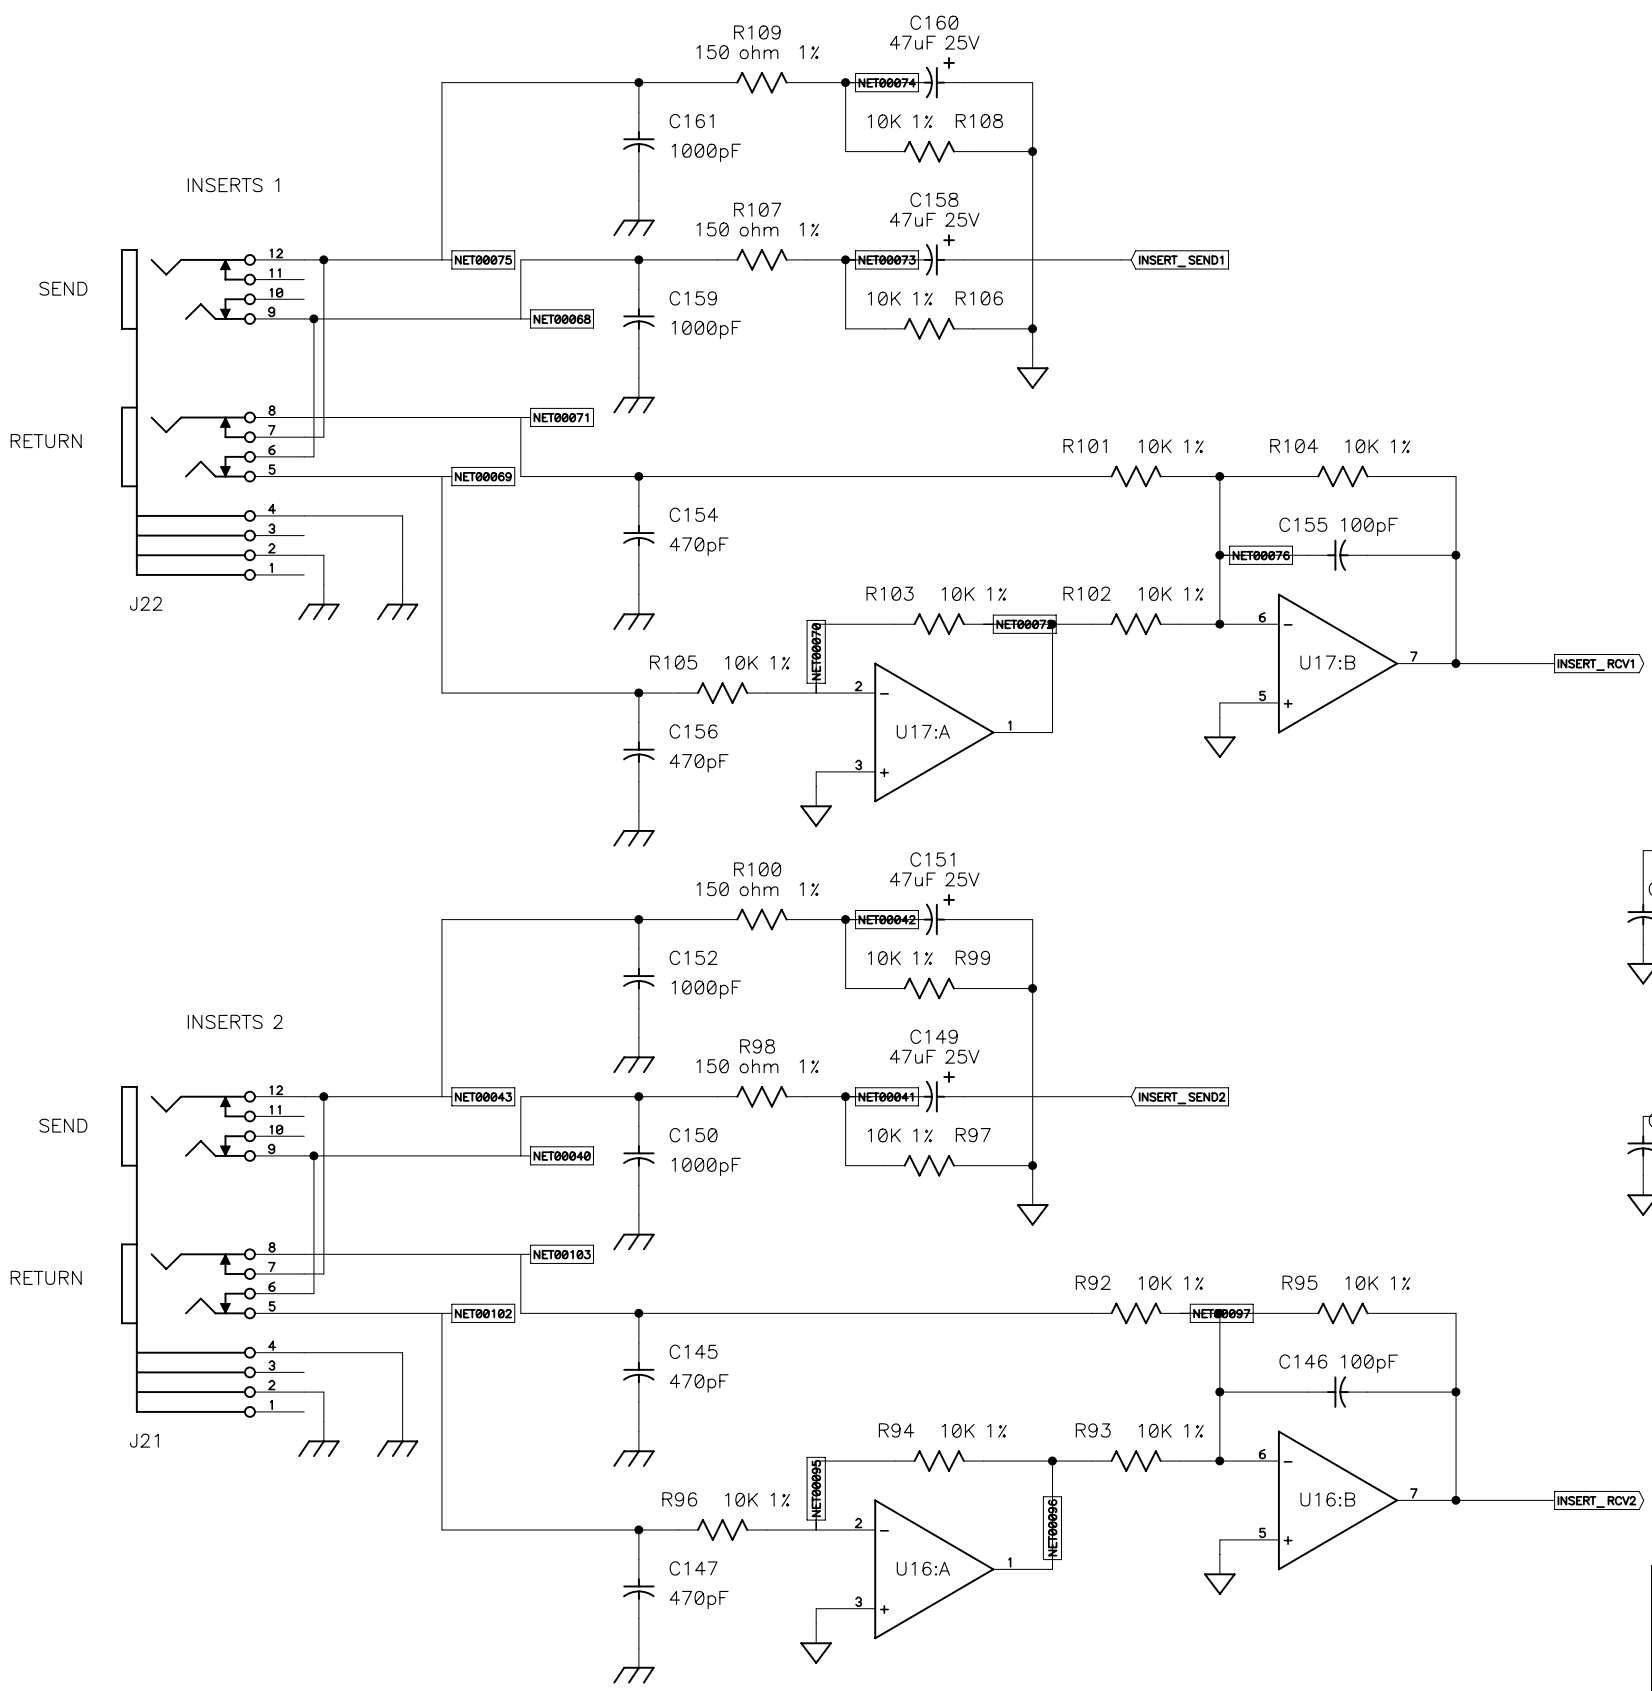 C160
R109
47uF 25V
150 ohm 1%
+
NET00074
C161
10K 1% R108
1000pF
INSERTS 1
C158
R107
47uF 25V
150 ohm 1%
+
12
NET00075
NET00073
INSERT_SEND1
11
SEND
10
C159
10K 1% R106
9
NET00068
1000pF
8
NET00071
7
RETURN
R101 10K 1%
R104 10K 1%
6
5
NET00069
4
C154
C155 100pF
3
470pF
2
NET00076
1
R103 10K 1%
R102 10K 1%
J22
NET00070
NET00072
6
-
R105 10K 1%
U17:B
7
INSERT_RCV1
2
-
5
+
C156
U17:A
1
470pF
3
+
C151
R100
47uF 25V
150 ohm 1%
+
NET00042
C152
10K 1% R99
1000pF
INSERTS 2
C149
R98
47uF 25V
150 ohm 1%
+
12
NET00043
NET00041
INSERT_SEND2
11
SEND
10
C150
10K 1% R97
9
NET00040
1000pF
8
NET00103
7
RETURN
R92 10K 1%
R95 10K 1%
6
5
NET00102
NET00097
4
C145
C146 100pF
3
470pF
2
1
R94 10K 1%
R93 10K 1%
J21
NET00095
6
-
R96 10K 1%
U16:B
7
INSERT_RCV2
2
-
NET00096
5
+
C147
U16:A
1
470pF
3
+